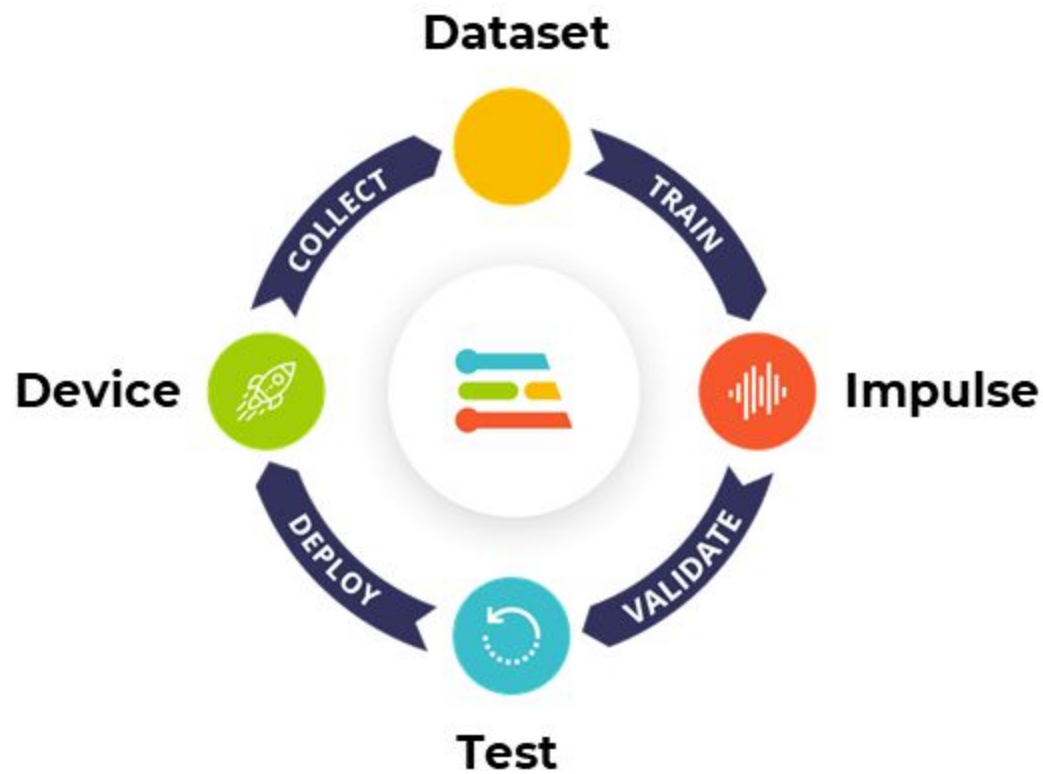 Dataset
COLLECT
TRAIN
Device
Impulse
DEPLOY
VALIDATE
Test